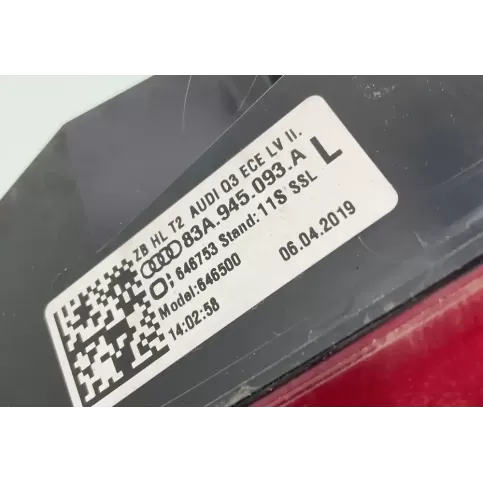 ZB HL T2 AUDI Q3 ECE LV II.
83A.945.093.A L
646753 Stand: 11S SSL
Model:646500 06.04.2019
14:02:58